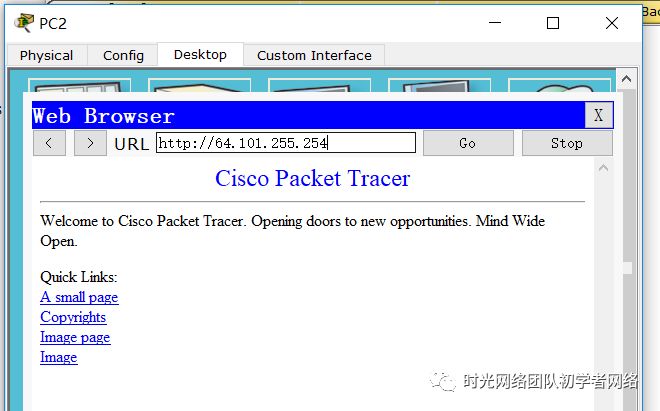 Bac
PC2
Physical Config Desktop Custom Interface
Web Browser X
< > URL http://64.101.255.254 Go Stop
Cisco Packet Tracer
Welcome to Cisco Packet Tracer. Opening doors to new opportunities. Mind Wide
Open.
Quick Links:
A small page
Copyrights
Image page
Image
时光网络团队初学者网络